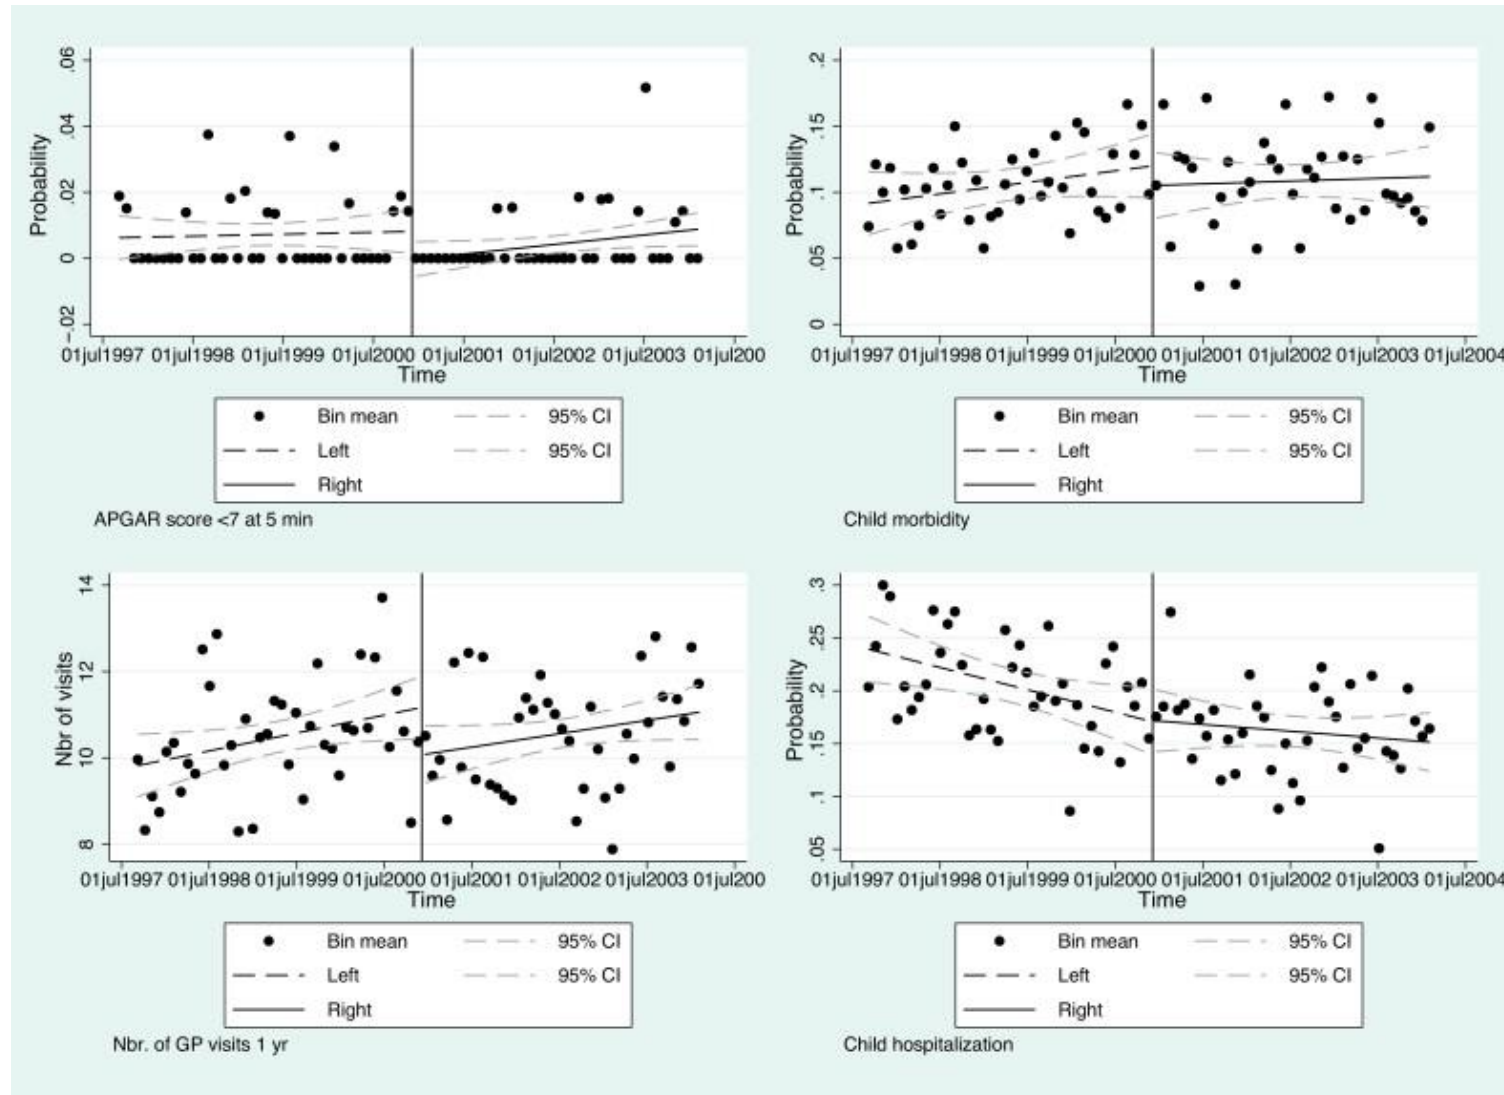 .06
.04
.02
0
-.02
Probability
01jul1997 01jul1998 01jul1999 01jul2000 01jul2001 01jul2002 01jul2003 01jul200
Time
Bin mean 95% CI
Left 95% CI
Right
APGAR score <7 at 5 min
.2
.15
.1
.05
0
Probability
01jul1997 01jul1998 01jul1999 01jul2000 01jul2001 01jul2002 01jul2003 01jul2004
Time
Bin mean 95% CI
Left 95% CI
Right
Child morbidity
14
12
10
8
Nbr of visits
01jul1997 01jul1998 01jul1999 01jul2000 01jul2001 01jul2002 01jul2003 01jul200
Time
Bin mean 95% CI
Left 95% CI
Right
Nbr. of GP visits 1 yr
.3
.25
.2
.15
.1
.05
Probability
01jul1997 01jul1998 01jul1999 01jul2000 01jul2001 01jul2002 01jul2003 01jul2004
Time
Bin mean 95% CI
Left 95% CI
Right
Child hospitalization